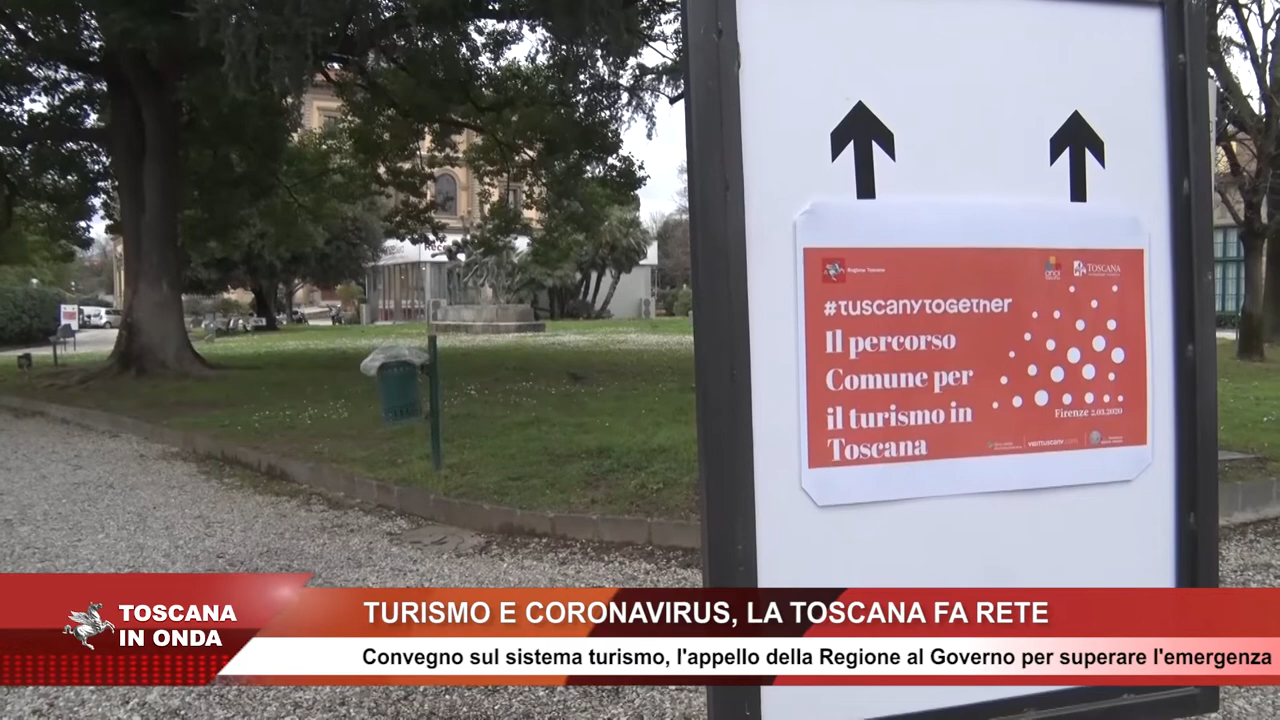 Rec
Regione Toscana
anci
TOSCANA
#tuscanytogether
Il percorso
Comune per
il turismo in
Toscana
Firenze 2.03.2020
VISITTUSCANY.COM
TOSCANA
IN ONDA
TURISMO E CORONAVIRUS, LA TOSCANA FA RETE
Convegno sul sistema turismo, l'appello della Regione al Governo per superare l'emergenza